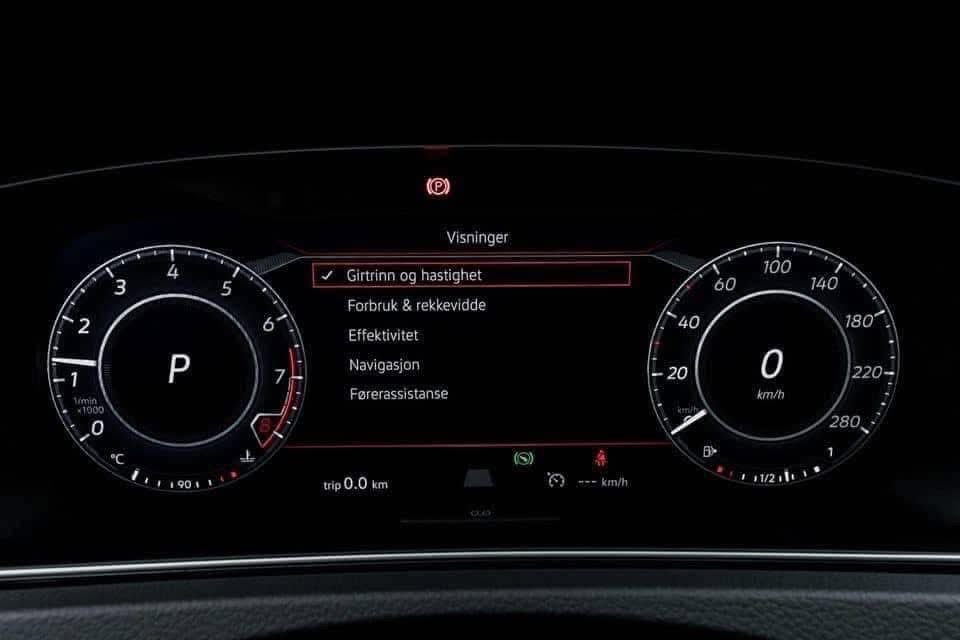 P
Visninger
✓ Girtrinn og hastighet
Forbruk & rekkevidde
Effektivitet
Navigasjon
Førerassistanse
0
1
2
3
4
5
6
7
8
1/min
x1000
P
°C
90
20
40
60
80
100
140
180
220
280
0
km/h
km/h
1/2
1
trip 0.0 km
--- km/h